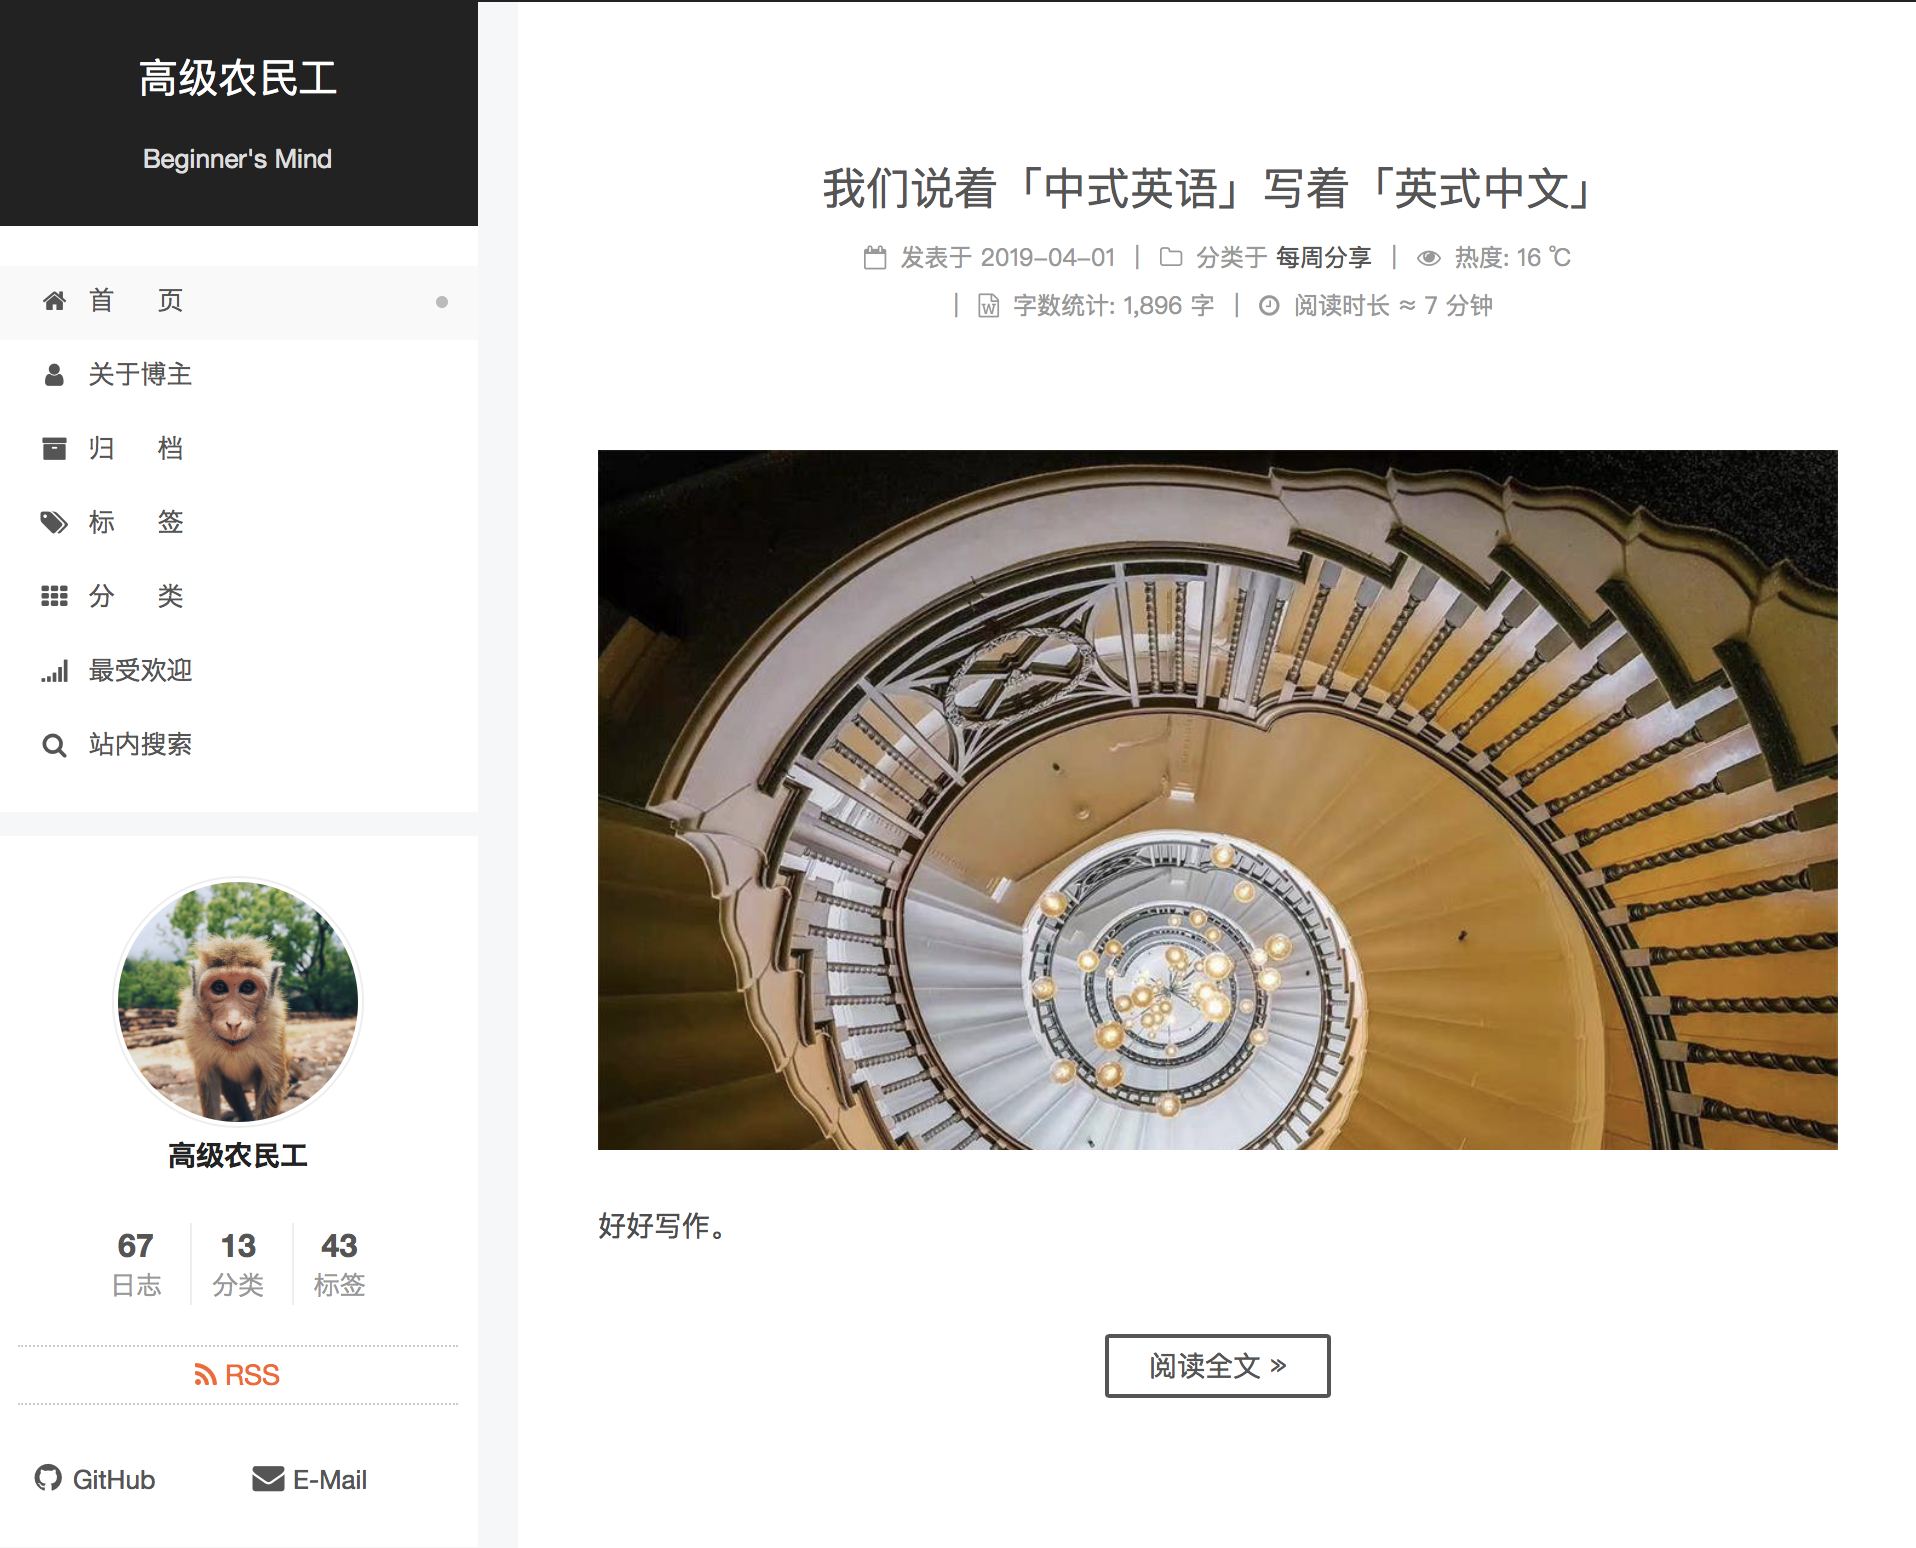 高级农民工
Beginner's Mind
首 页
关于博主
归 档
标 签
分 类
最受欢迎
站内搜索
高级农民工
67 13 43
日志 分类 标签
RSS
GitHub E-Mail
我们说着「中式英语」写着「英式中文」
发表于 2019-04-01 | 分类于 每周分享 | 热度: 16 ℃
| 字数统计: 1,896 字 | 阅读时长 ≈ 7 分钟
好好写作。
阅读全文 »